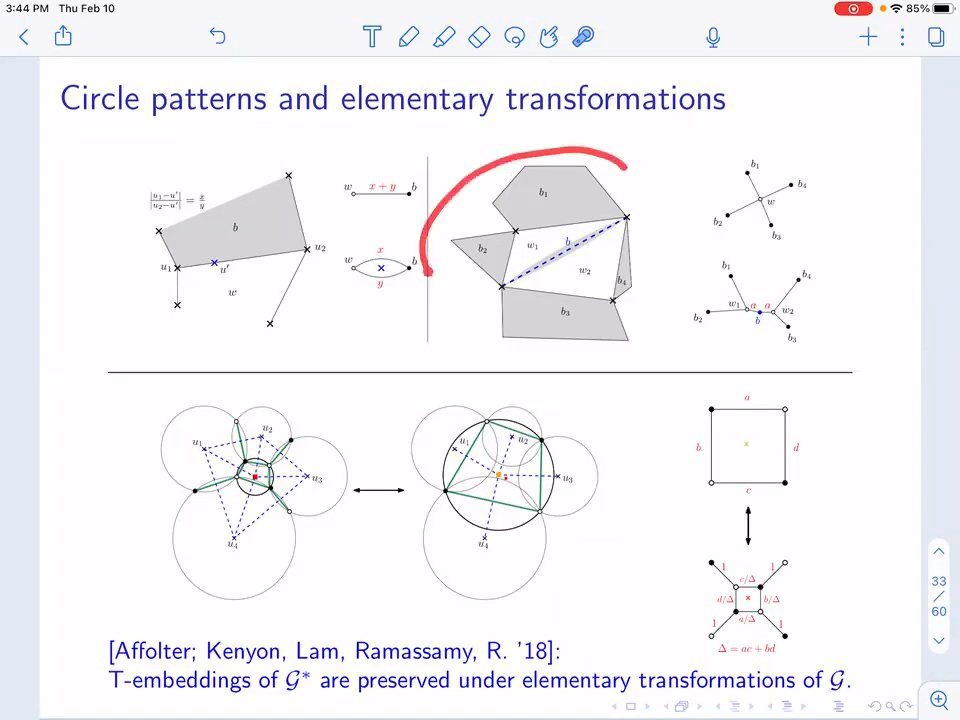 3:44 PM Thu Feb 10
85%
Circle patterns and elementary transformations
|u₁−u′| / |u₂−u′| = x / y
b
u₁
u′
u₂
w
w x + y b
x
w b
y
b₁
b₂
w₁
b
w₂
b₄
b₃
b₁
b₄
w
b₂
b₃
b₁
b₄
w₁ a a w₂
b₂
b
b₃
u₁
u₂
u₃
u₄
u₁
u₂
u₃
u₄
a
b
d
c
1 1
c/Δ
d/Δ b/Δ
a/Δ
1 1
Δ = ac + bd
33
/
60
[Affolter; Kenyon, Lam, Ramassamy, R. '18]:
T-embeddings of 𝒢* are preserved under elementary transformations of 𝒢.